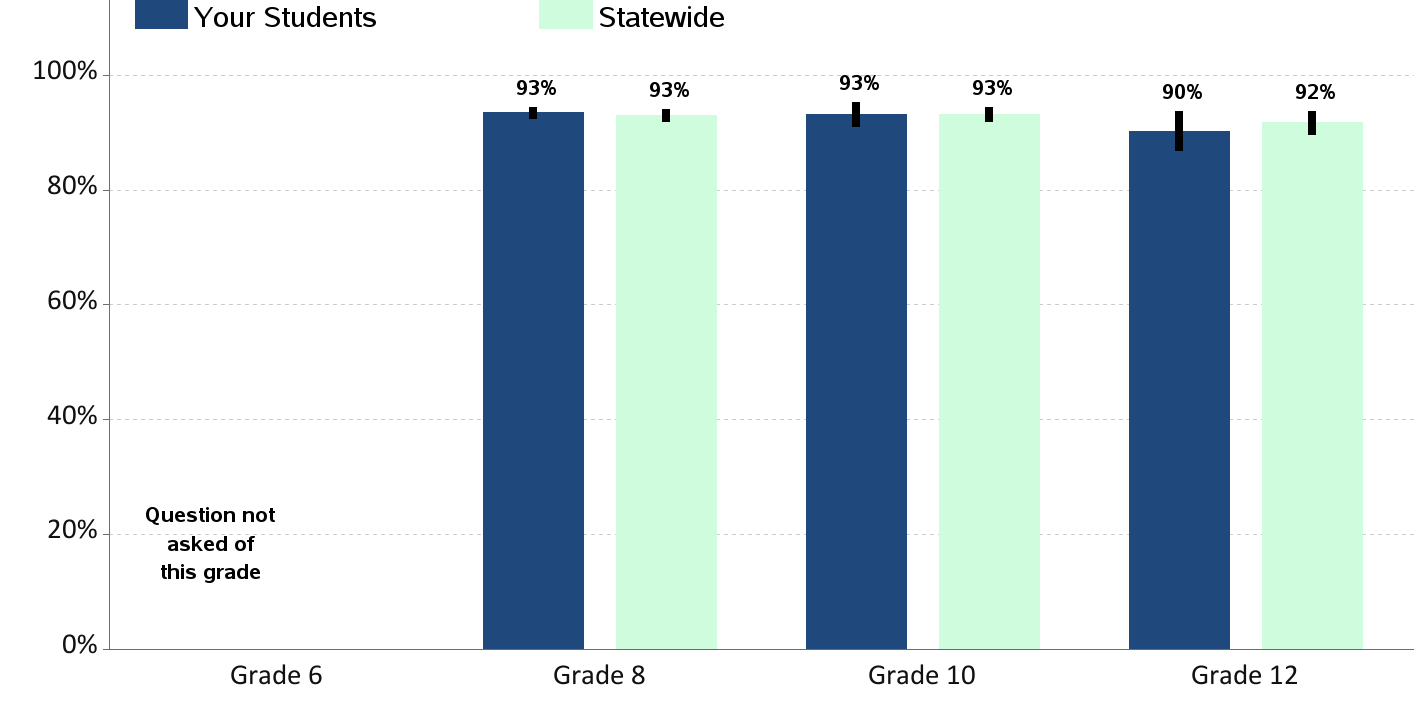 Your Students Statewide
100%
93% 93% 93% 93% 90% 92%
80%
60%
40%
20%
Question not
asked of
this grade
0%
Grade 6 Grade 8 Grade 10 Grade 12